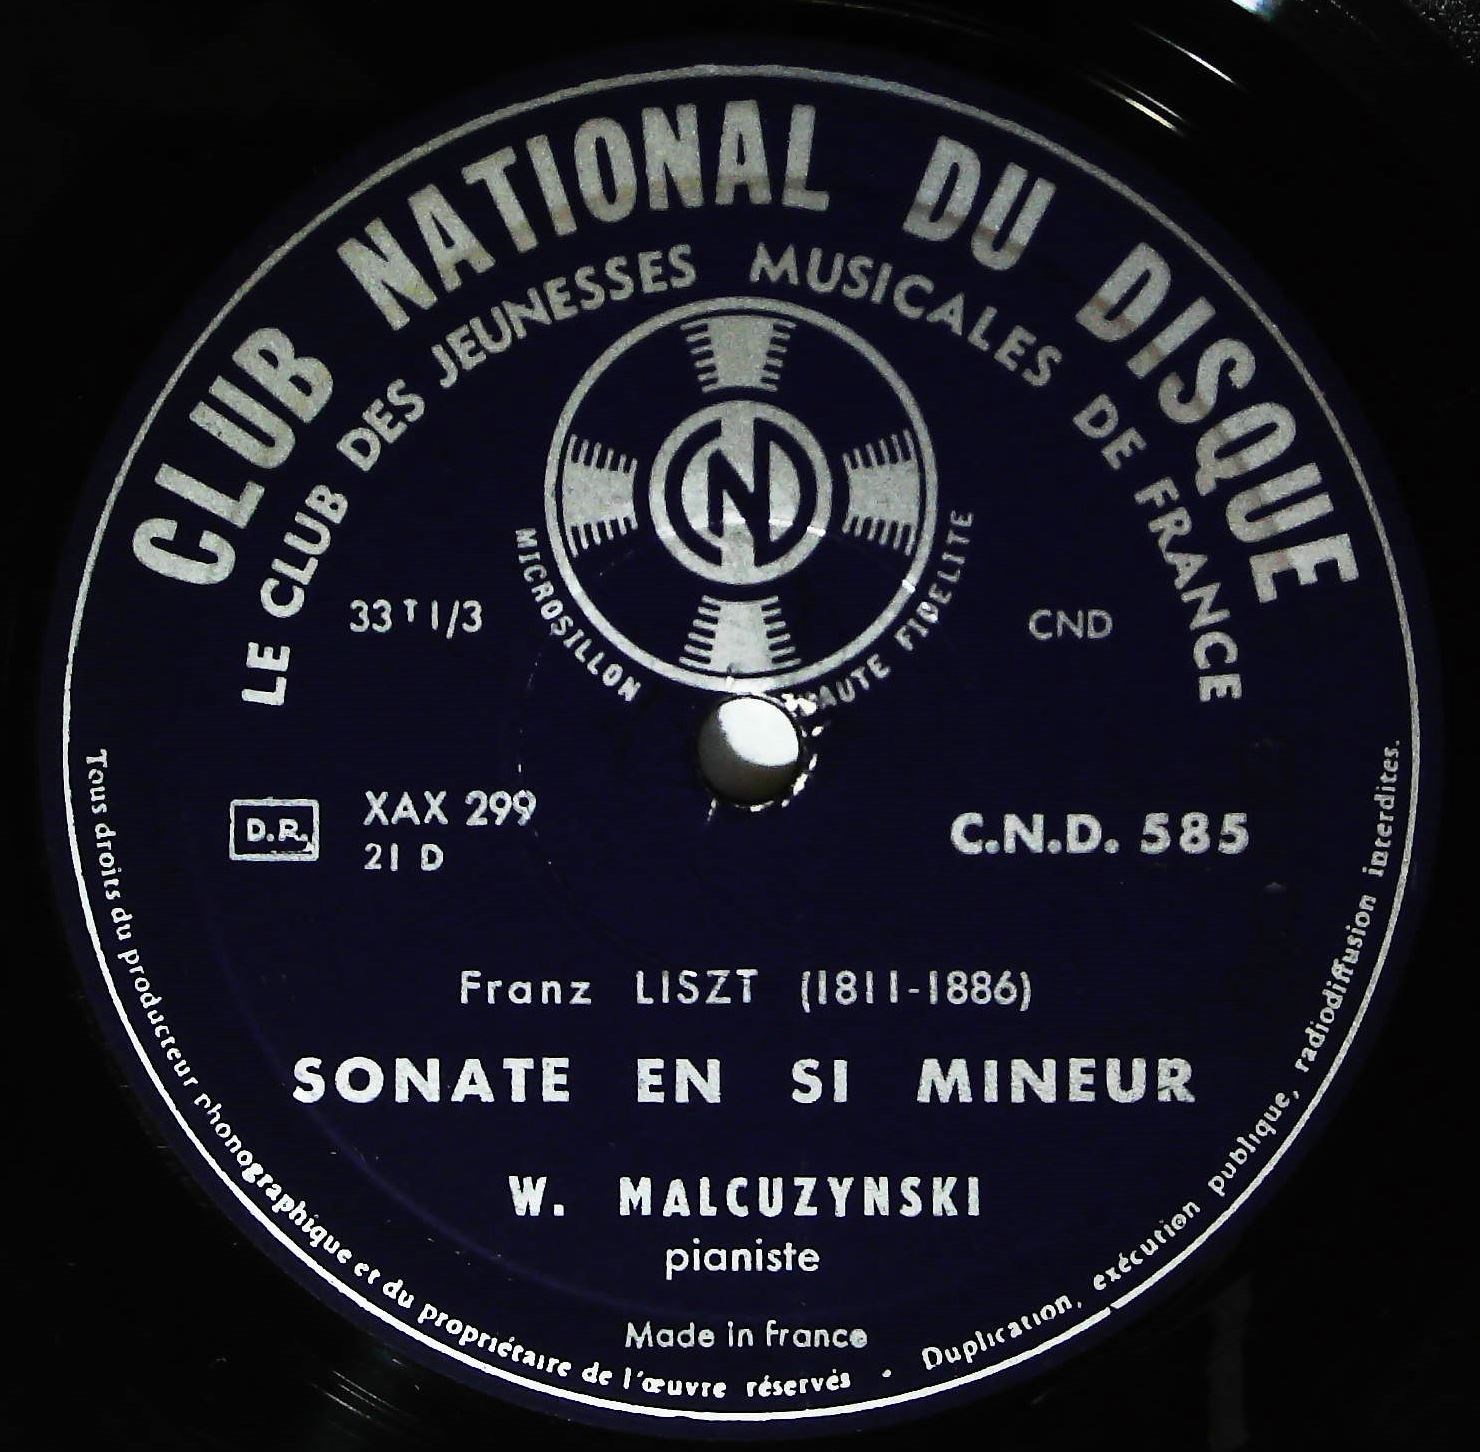 CLUB NATIONAL DU DISQUE
LE CLUB DES JEUNESSES MUSICALES DE FRANCE
N
MICROSILLON
HAUTE FIDELITE
33 T 1/3
CND
D.R.
XAX 299
21 D
C.N.D. 585
Franz LISZT (1811-1886)
SONATE EN SI MINEUR
W. MALCUZYNSKI
pianiste
Made in France
Tous droits du producteur phonographique et du propriétaire de l'œuvre réservés . Duplication, exécution publique, radiodiffusion interdites.